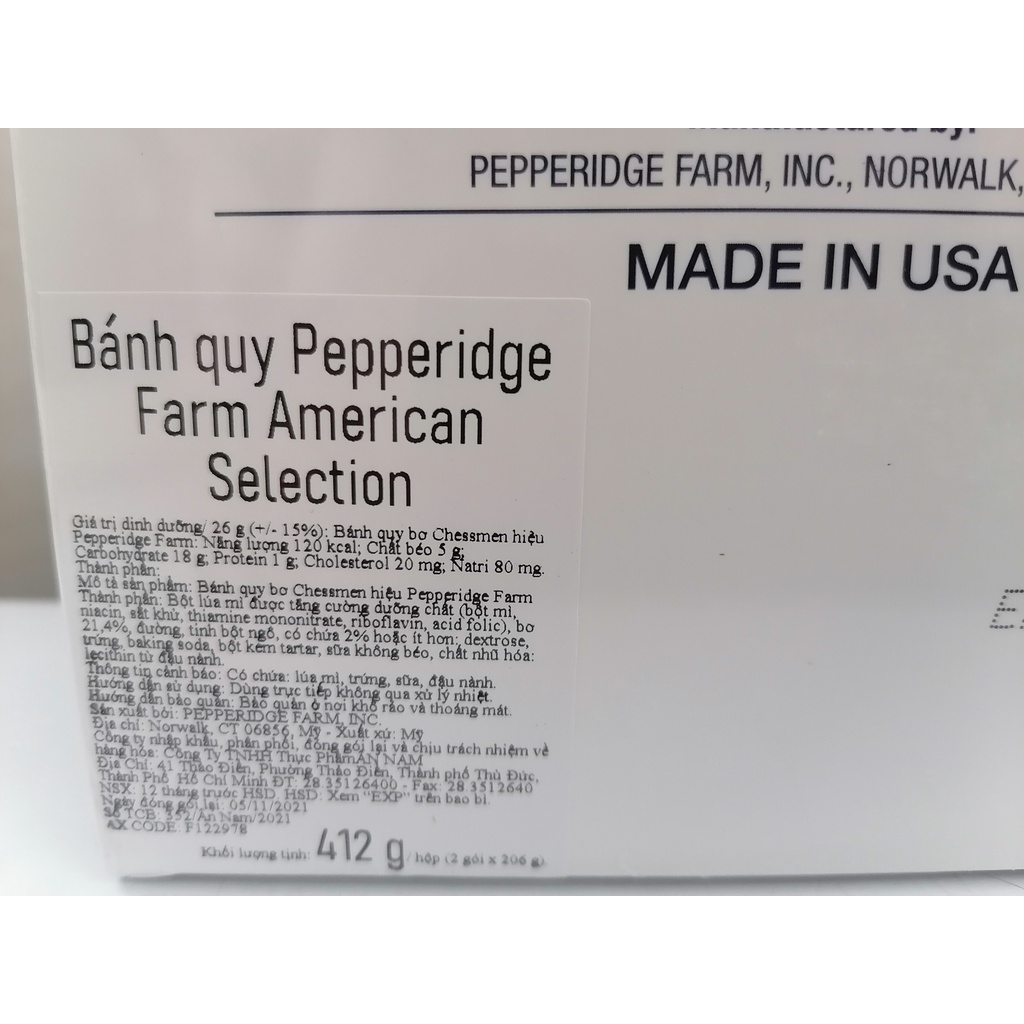 PEPPERIDGE FARM, INC., NORWALK,
MADE IN USA
Bánh quy Pepperidge
Farm American
Selection
Giá trị dinh dưỡng/ 26 g (+/- 15%): Bánh quy bơ Chessmen hiệu
Pepperidge Farm: Năng lượng 120 kcal; Chất béo 5 g;
Carbohydrate 18 g; Protein 1 g; Cholesterol 20 mg; Natri 80 mg.
Thành phần:
Mô tả sản phẩm: Bánh quy bơ Chessmen hiệu Pepperidge Farm
Thành phần: Bột lúa mì được tăng cường dưỡng chất (bột mì,
niacin, sắt khử, thiamine mononitrate, riboflavin, acid folic), bơ
21,4%, đường, tinh bột ngô, có chứa 2% hoặc ít hơn: dextrose,
trứng, baking soda, bột kem tartar, sữa không béo, chất nhũ hóa:
lecithin từ đậu nành.
Thông tin cảnh báo: Có chứa: lúa mì, trứng, sữa, đậu nành.
Hướng dẫn sử dụng: Dùng trực tiếp không qua xử lý nhiệt.
Hướng dẫn bảo quản: Bảo quản ở nơi khô ráo và thoáng mát.
Sản xuất bởi: PEPPERIDGE FARM, INC.
Địa chỉ: Norwalk, CT 06856, Mỹ - Xuất xứ: Mỹ
Công ty nhập khẩu, phân phối, đóng gói lại và chịu trách nhiệm về
hàng hóa: Công Ty TNHH Thực PhẩmAN NAM
Địa Chỉ: 41 Thảo Điền, Phường Thảo Điền, Thành phố Thủ Đức,
Thành Phố Hồ Chí Minh ĐT: 28 35126400 - Fax: 28 3512640
NSX: 12 tháng trước HSD. HSD: Xem "EXP" trên bao bì.
Ngày đóng gói lại: 05/11/2021
Số TCB: 352/An Nam/2021
AX CODE: F122978
Khối lượng tịnh: 412 g/ hộp (2 gói x 206 g)